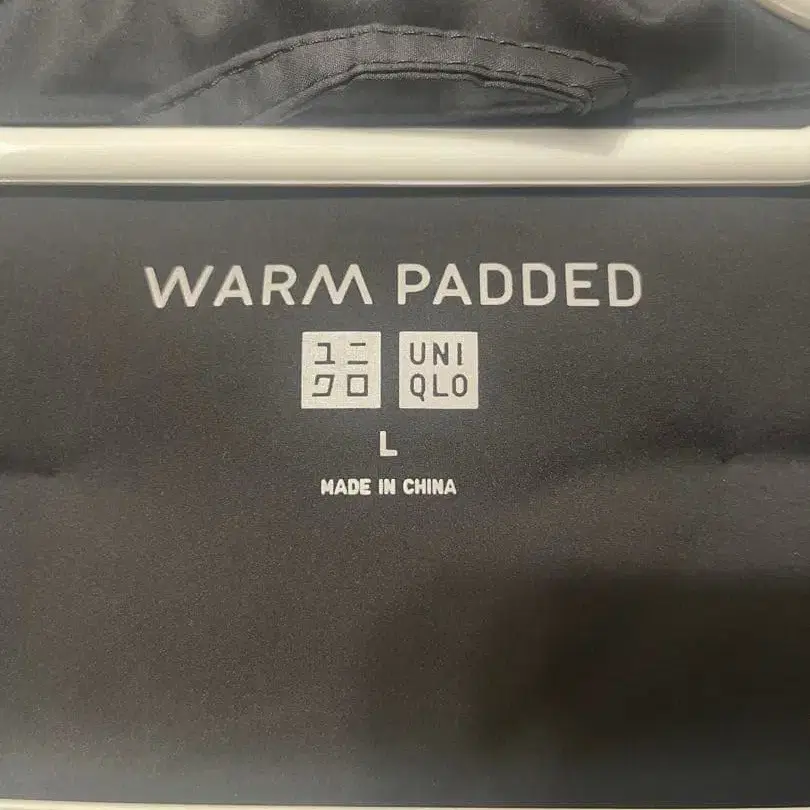 WARM PADDED
ユニ UNI
クロ QLO
L
MADE IN CHINA